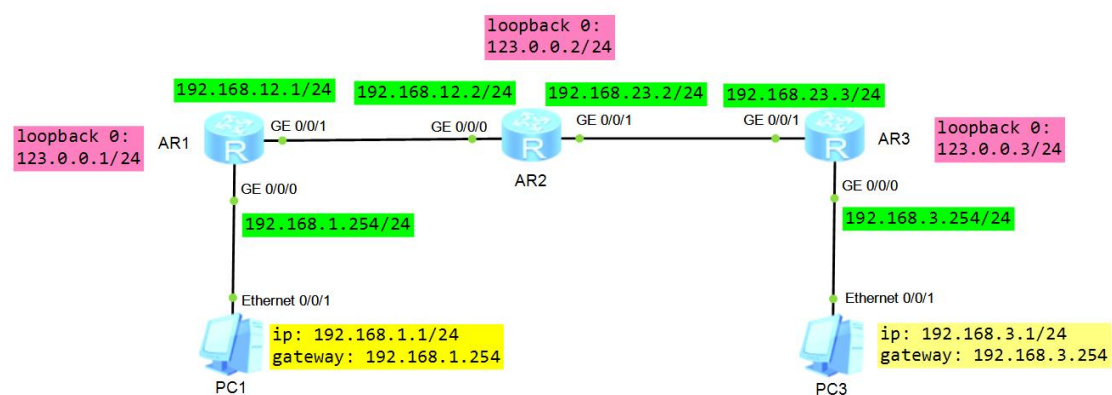 loopback 0:
123.0.0.2/24
192.168.12.1/24
192.168.12.2/24
192.168.23.2/24
192.168.23.3/24
loopback 0:
123.0.0.1/24
AR1
R
GE 0/0/1
GE 0/0/0
R
AR2
GE 0/0/1
GE 0/0/1
R
AR3
loopback 0:
123.0.0.3/24
GE 0/0/0
192.168.1.254/24
GE 0/0/0
192.168.3.254/24
Ethernet 0/0/1
ip: 192.168.1.1/24
gateway: 192.168.1.254
PC1
Ethernet 0/0/1
ip: 192.168.3.1/24
gateway: 192.168.3.254
PC3